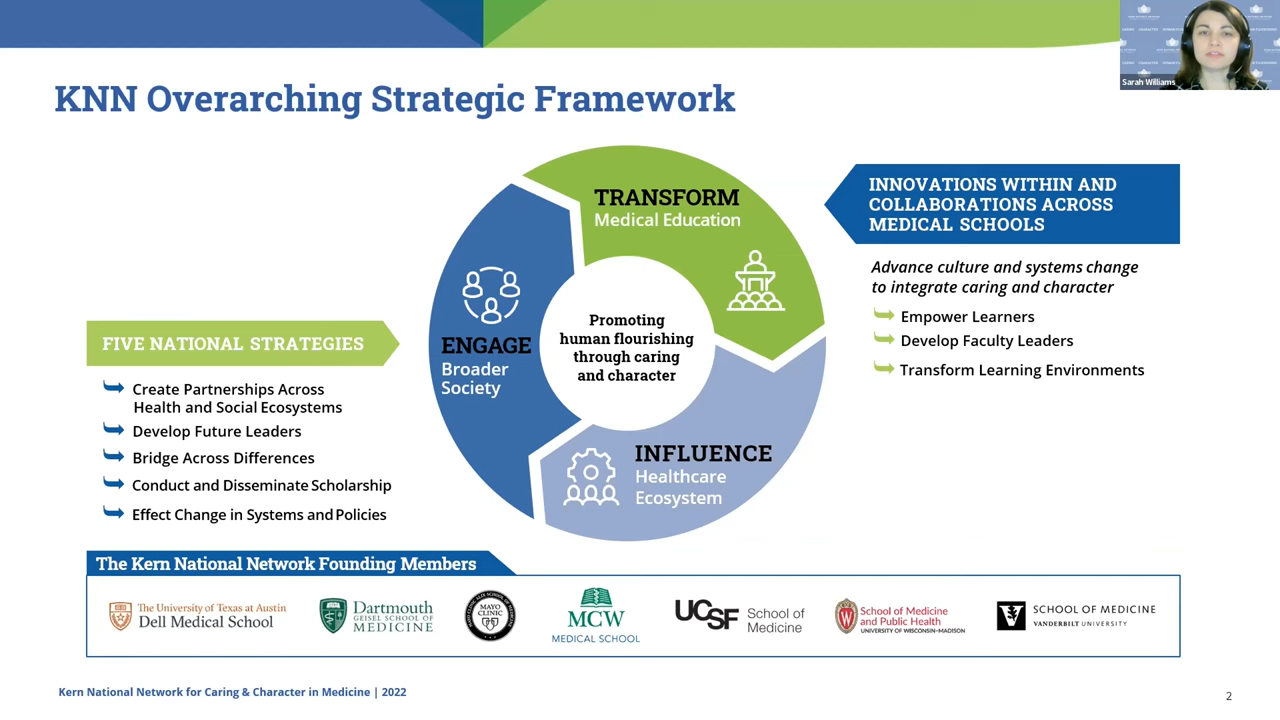 Sarah Williams
KNN Overarching Strategic Framework
TRANSFORM
Medical Education
ENGAGE
Broader
Society
INFLUENCE
Healthcare
Ecosystem
Promoting
human flourishing
through caring
and character
INNOVATIONS WITHIN AND
COLLABORATIONS ACROSS
MEDICAL SCHOOLS
Advance culture and systems change
to integrate caring and character
Empower Learners
Develop Faculty Leaders
Transform Learning Environments
FIVE NATIONAL STRATEGIES
Create Partnerships Across
Health and Social Ecosystems
Develop Future Leaders
Bridge Across Differences
Conduct and Disseminate Scholarship
Effect Change in Systems and Policies
The Kern National Network Founding Members
The University of Texas at Austin
Dell Medical School
Dartmouth
GEISEL SCHOOL OF
MEDICINE
MAYO
CLINIC
MCW
MEDICAL SCHOOL
UCSF
School of
Medicine
School of Medicine
and Public Health
UNIVERSITY OF WISCONSIN-MADISON
V
SCHOOL OF MEDICINE
VANDERBILT UNIVERSITY
Kern National Network for Caring & Character in Medicine | 2022
2